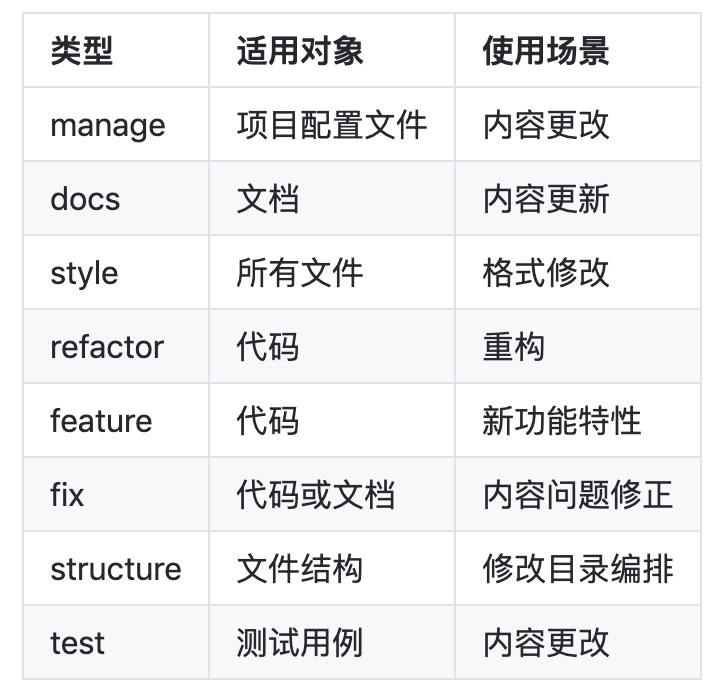 类型 适用对象 使用场景
manage 项目配置文件 内容更改
docs 文档 内容更新
style 所有文件 格式修改
refactor 代码 重构
feature 代码 新功能特性
fix 代码或文档 内容问题修正
structure 文件结构 修改目录编排
test 测试用例 内容更改